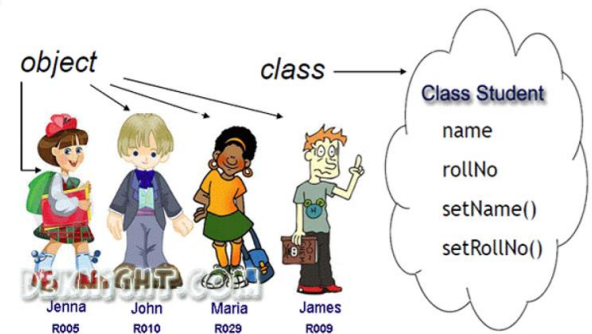 object
class
Class Student
name
rollNo
setName()
setRollNo()
Jenna
John
Maria
James
R005
R010
R029
R009